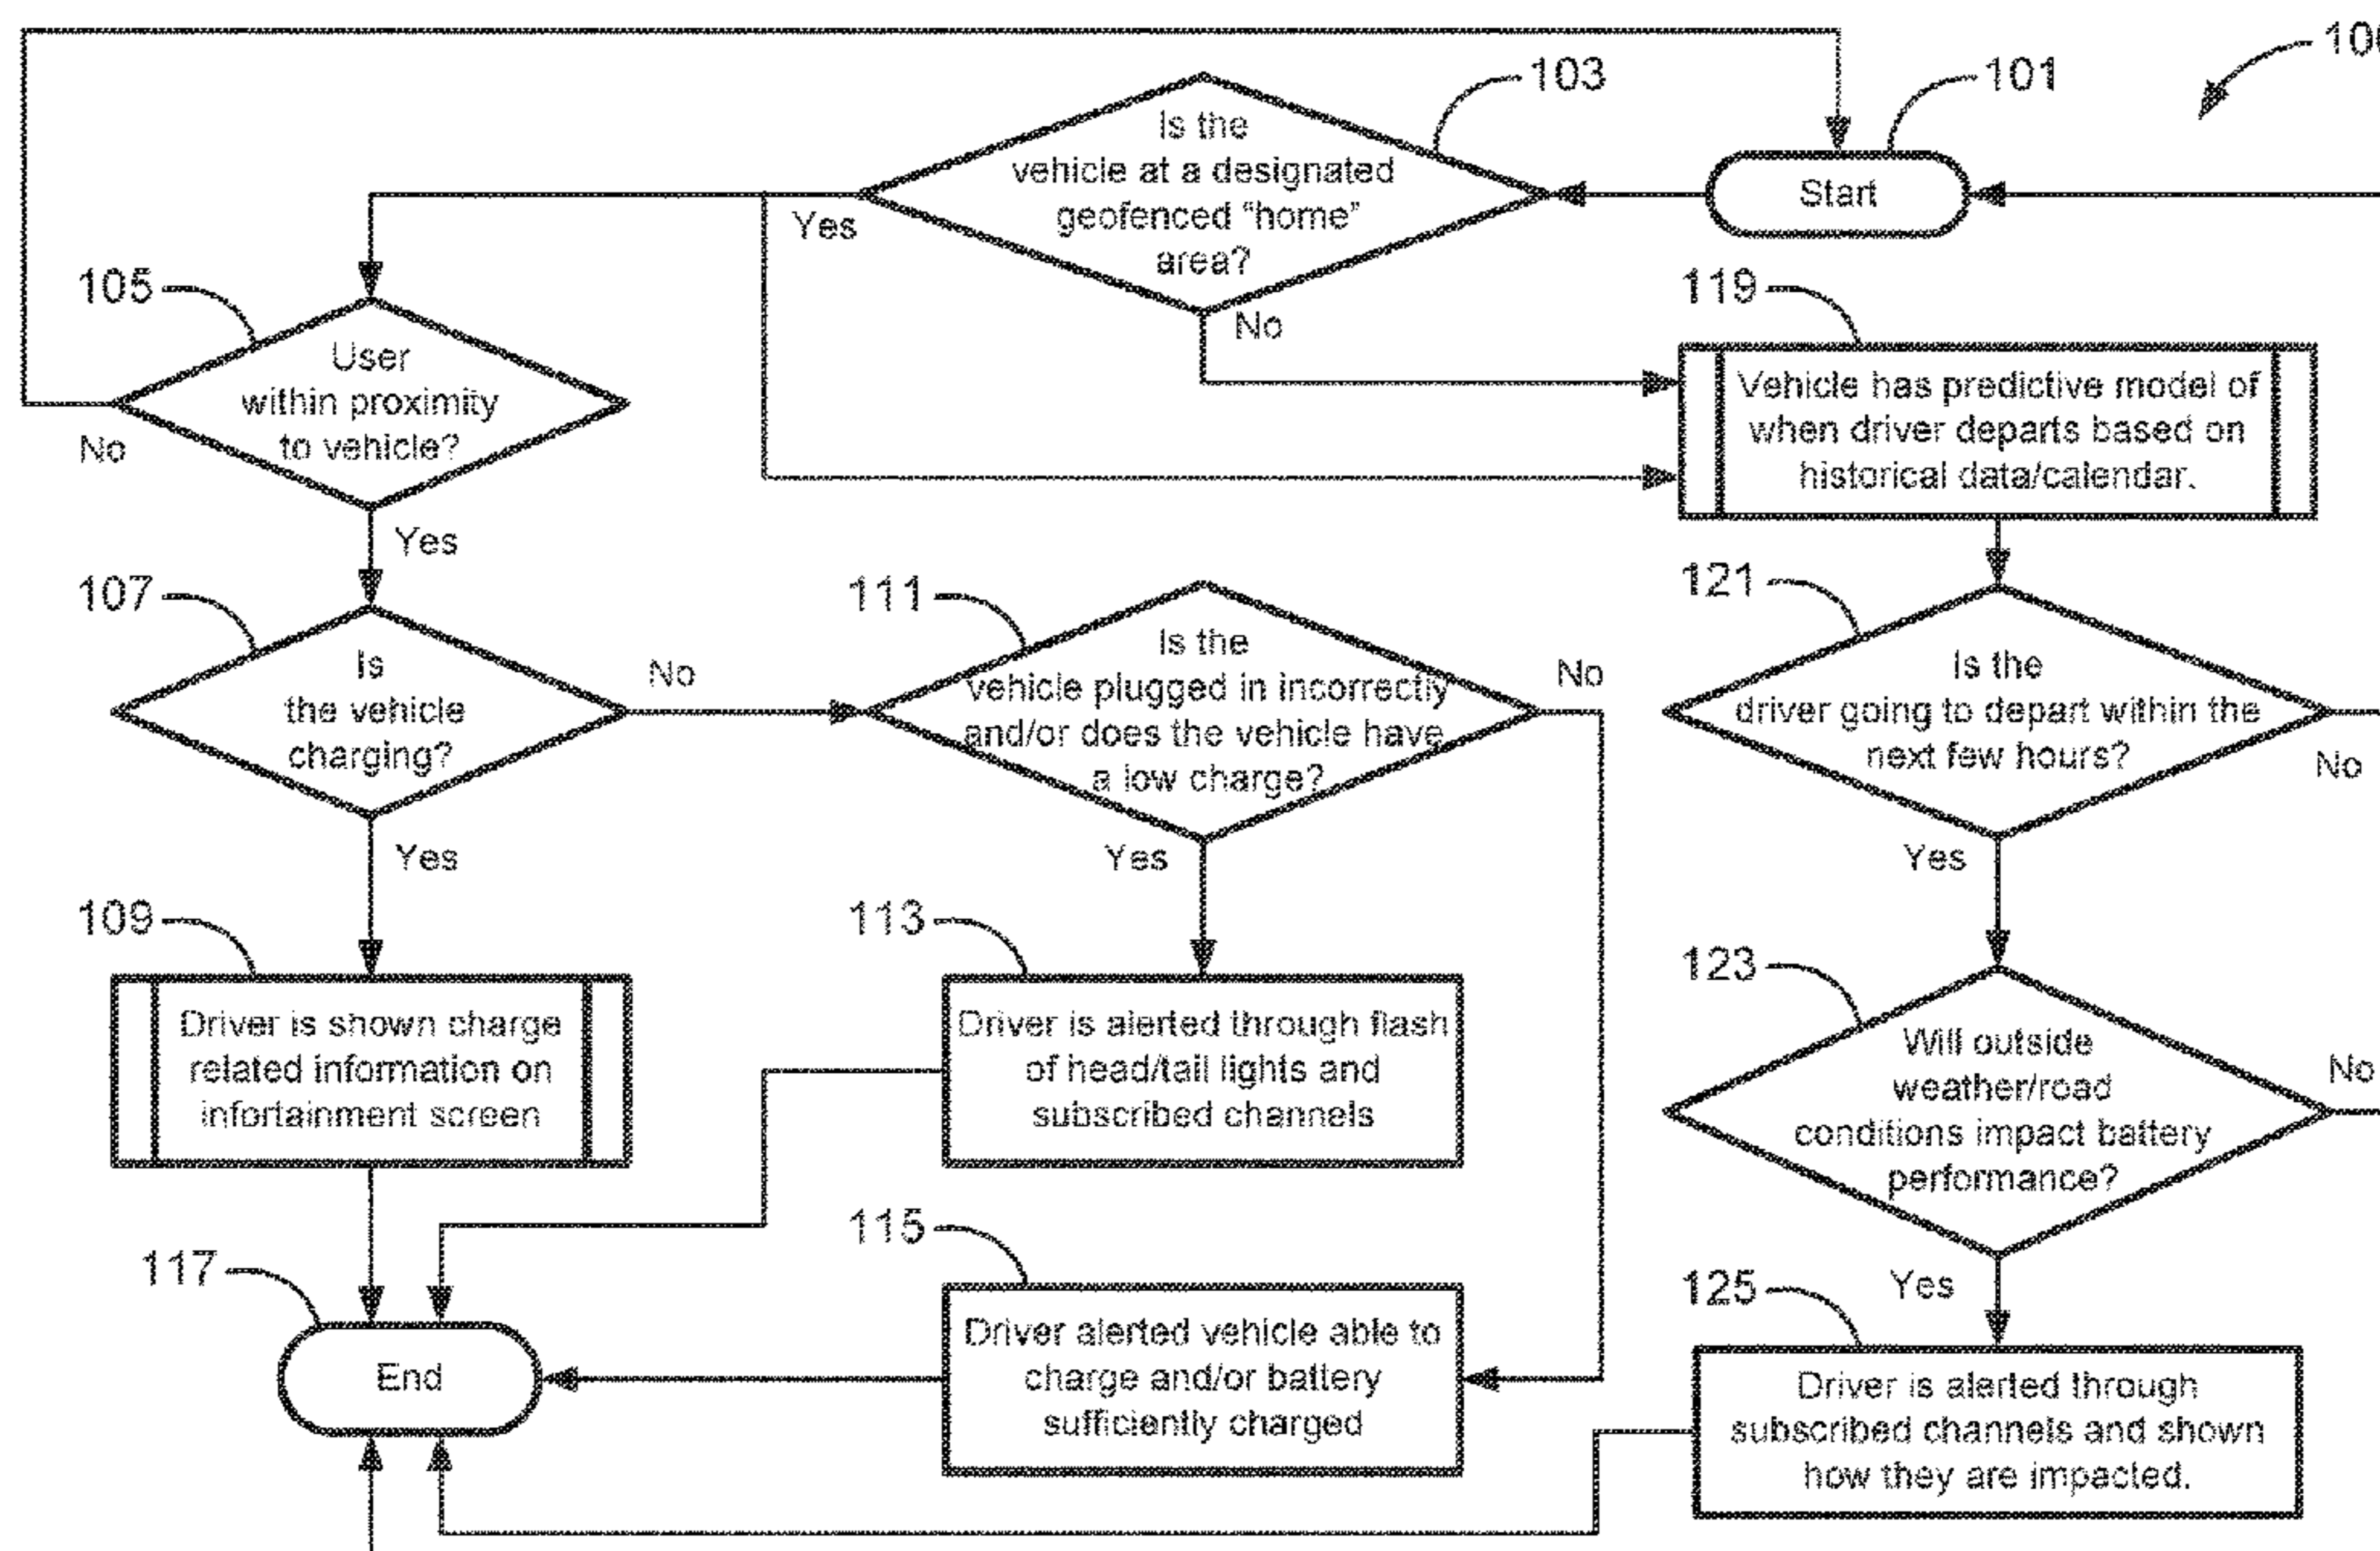 100
103
101
Is the
vehicle at a designated
geofenced “home”
area?
Start
Yes
No
105
User
within proximity
to vehicle?
No
Yes
119
Vehicle has predictive model of
when driver departs based on
historical data/calendar.
107
Is
the vehicle
charging?
No
Yes
111
Is the
vehicle plugged in incorrectly
and/or does the vehicle have
a low charge?
No
Yes
121
Is the
driver going to depart within the
next few hours?
No
Yes
109
Driver is shown charge
related information on
infortainment screen
113
Driver is alerted through flash
of head/tail lights and
subscribed channels
123
Will outside
weather/road
conditions impact battery
performance?
No
Yes
117
End
115
Driver alerted vehicle able to
charge and/or battery
sufficiently charged
125
Driver is alerted through
subscribed channels and shown
how they are impacted.